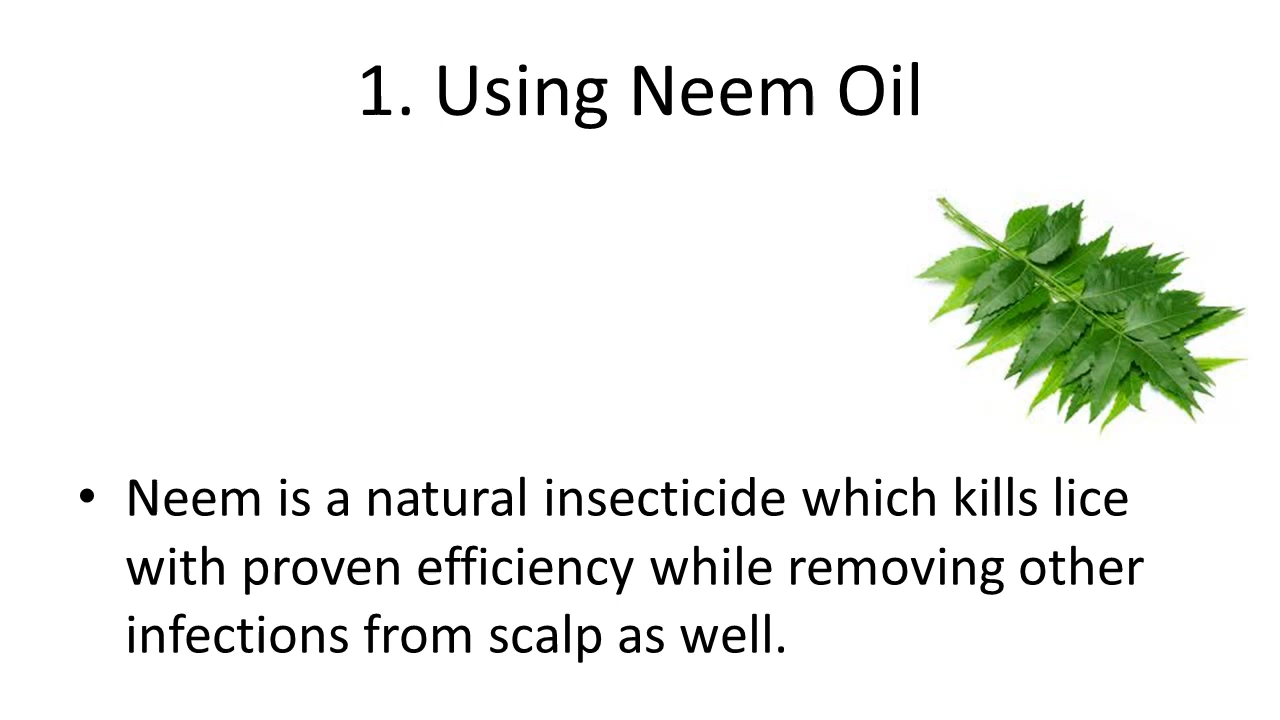 1. Using Neem Oil
• Neem is a natural insecticide which kills lice
with proven efficiency while removing other
infections from scalp as well.